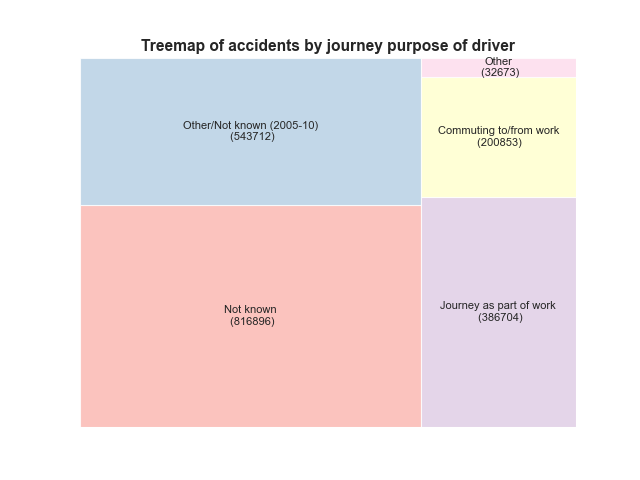 Treemap of accidents by journey purpose of driver
Other/Not known (2005-10)
(543712)
Other
(32673)
Commuting to/from work
(200853)
Not known
(816896)
Journey as part of work
(386704)